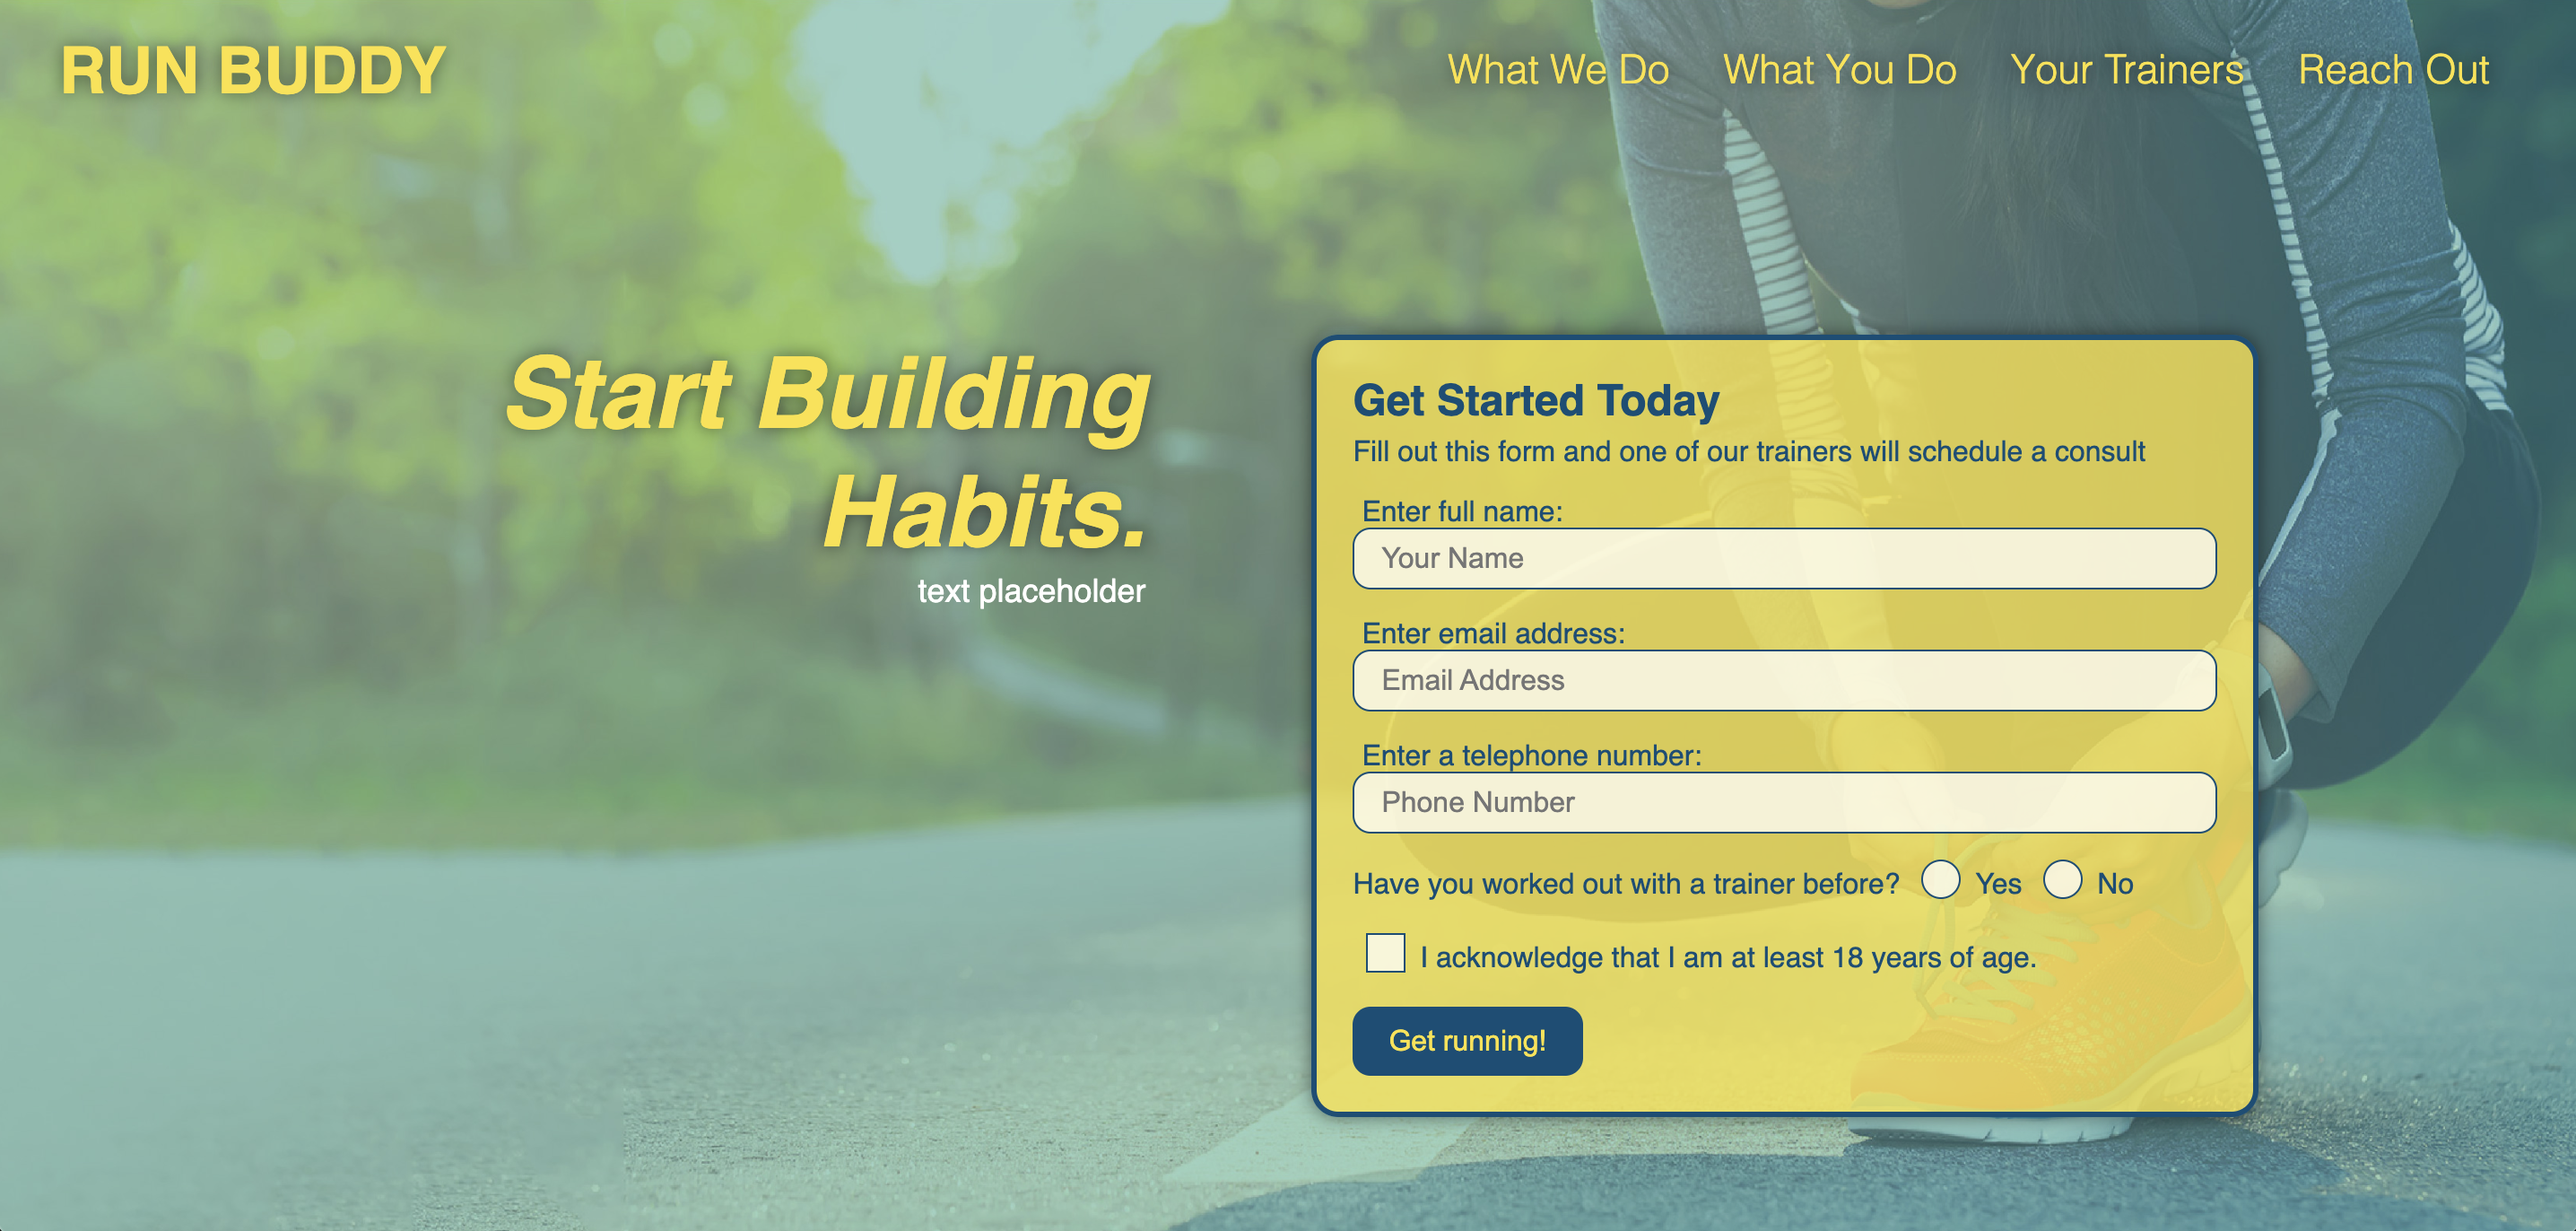 RUN BUDDY
What We Do
What You Do
Your Trainers
Reach Out
Start Building
Habits.
text placeholder
Get Started Today
Fill out this form and one of our trainers will schedule a consult
Enter full name:
Your Name
Enter email address:
Email Address
Enter a telephone number:
Phone Number
Have you worked out with a trainer before? Yes No
I acknowledge that I am at least 18 years of age.
Get running!